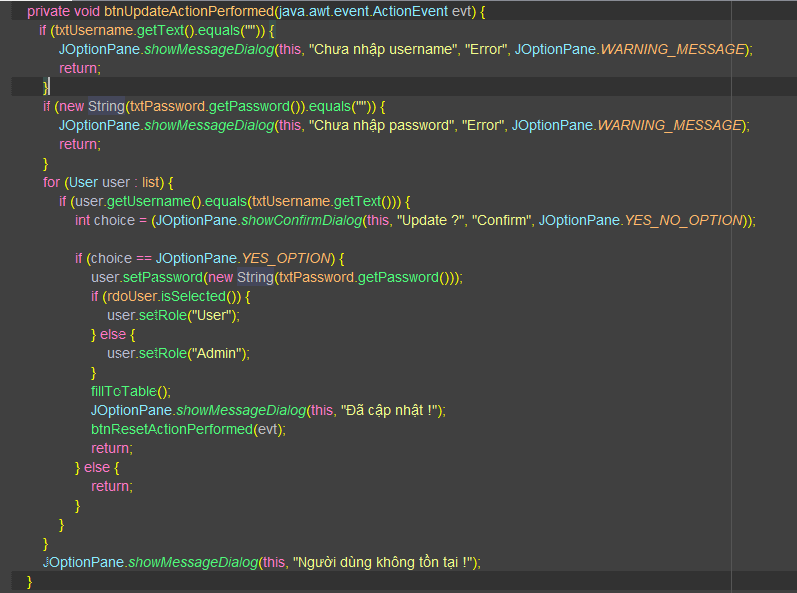 private void btnUpdateActionPerformed(java.awt.event.ActionEvent evt) {
if (txtUsername.getText().equals("")) {
JOptionPane.showMessageDialog(this, "Chưa nhập username", "Error", JOptionPane.WARNING_MESSAGE);
return;
}
if (new String(txtPassword.getPassword()).equals("")) {
JOptionPane.showMessageDialog(this, "Chưa nhập password", "Error", JOptionPane.WARNING_MESSAGE);
return;
}
for (User user : list) {
if (user.getUsername().equals(txtUsername.getText())) {
int choice = (JOptionPane.showConfirmDialog(this, "Update ?", "Confirm", JOptionPane.YES_NO_OPTION));
if (choice == JOptionPane.YES_OPTION) {
user.setPassword(new String(txtPassword.getPassword()));
if (rdoUser.isSelected()) {
user.setRole("User");
} else {
user.setRole("Admin");
}
fillToTable();
JOptionPane.showMessageDialog(this, "Đã cập nhật !");
btnResetActionPerformed(evt);
return;
} else {
return;
}
}
}
JOptionPane.showMessageDialog(this, "Người dùng không tồn tại !");
}